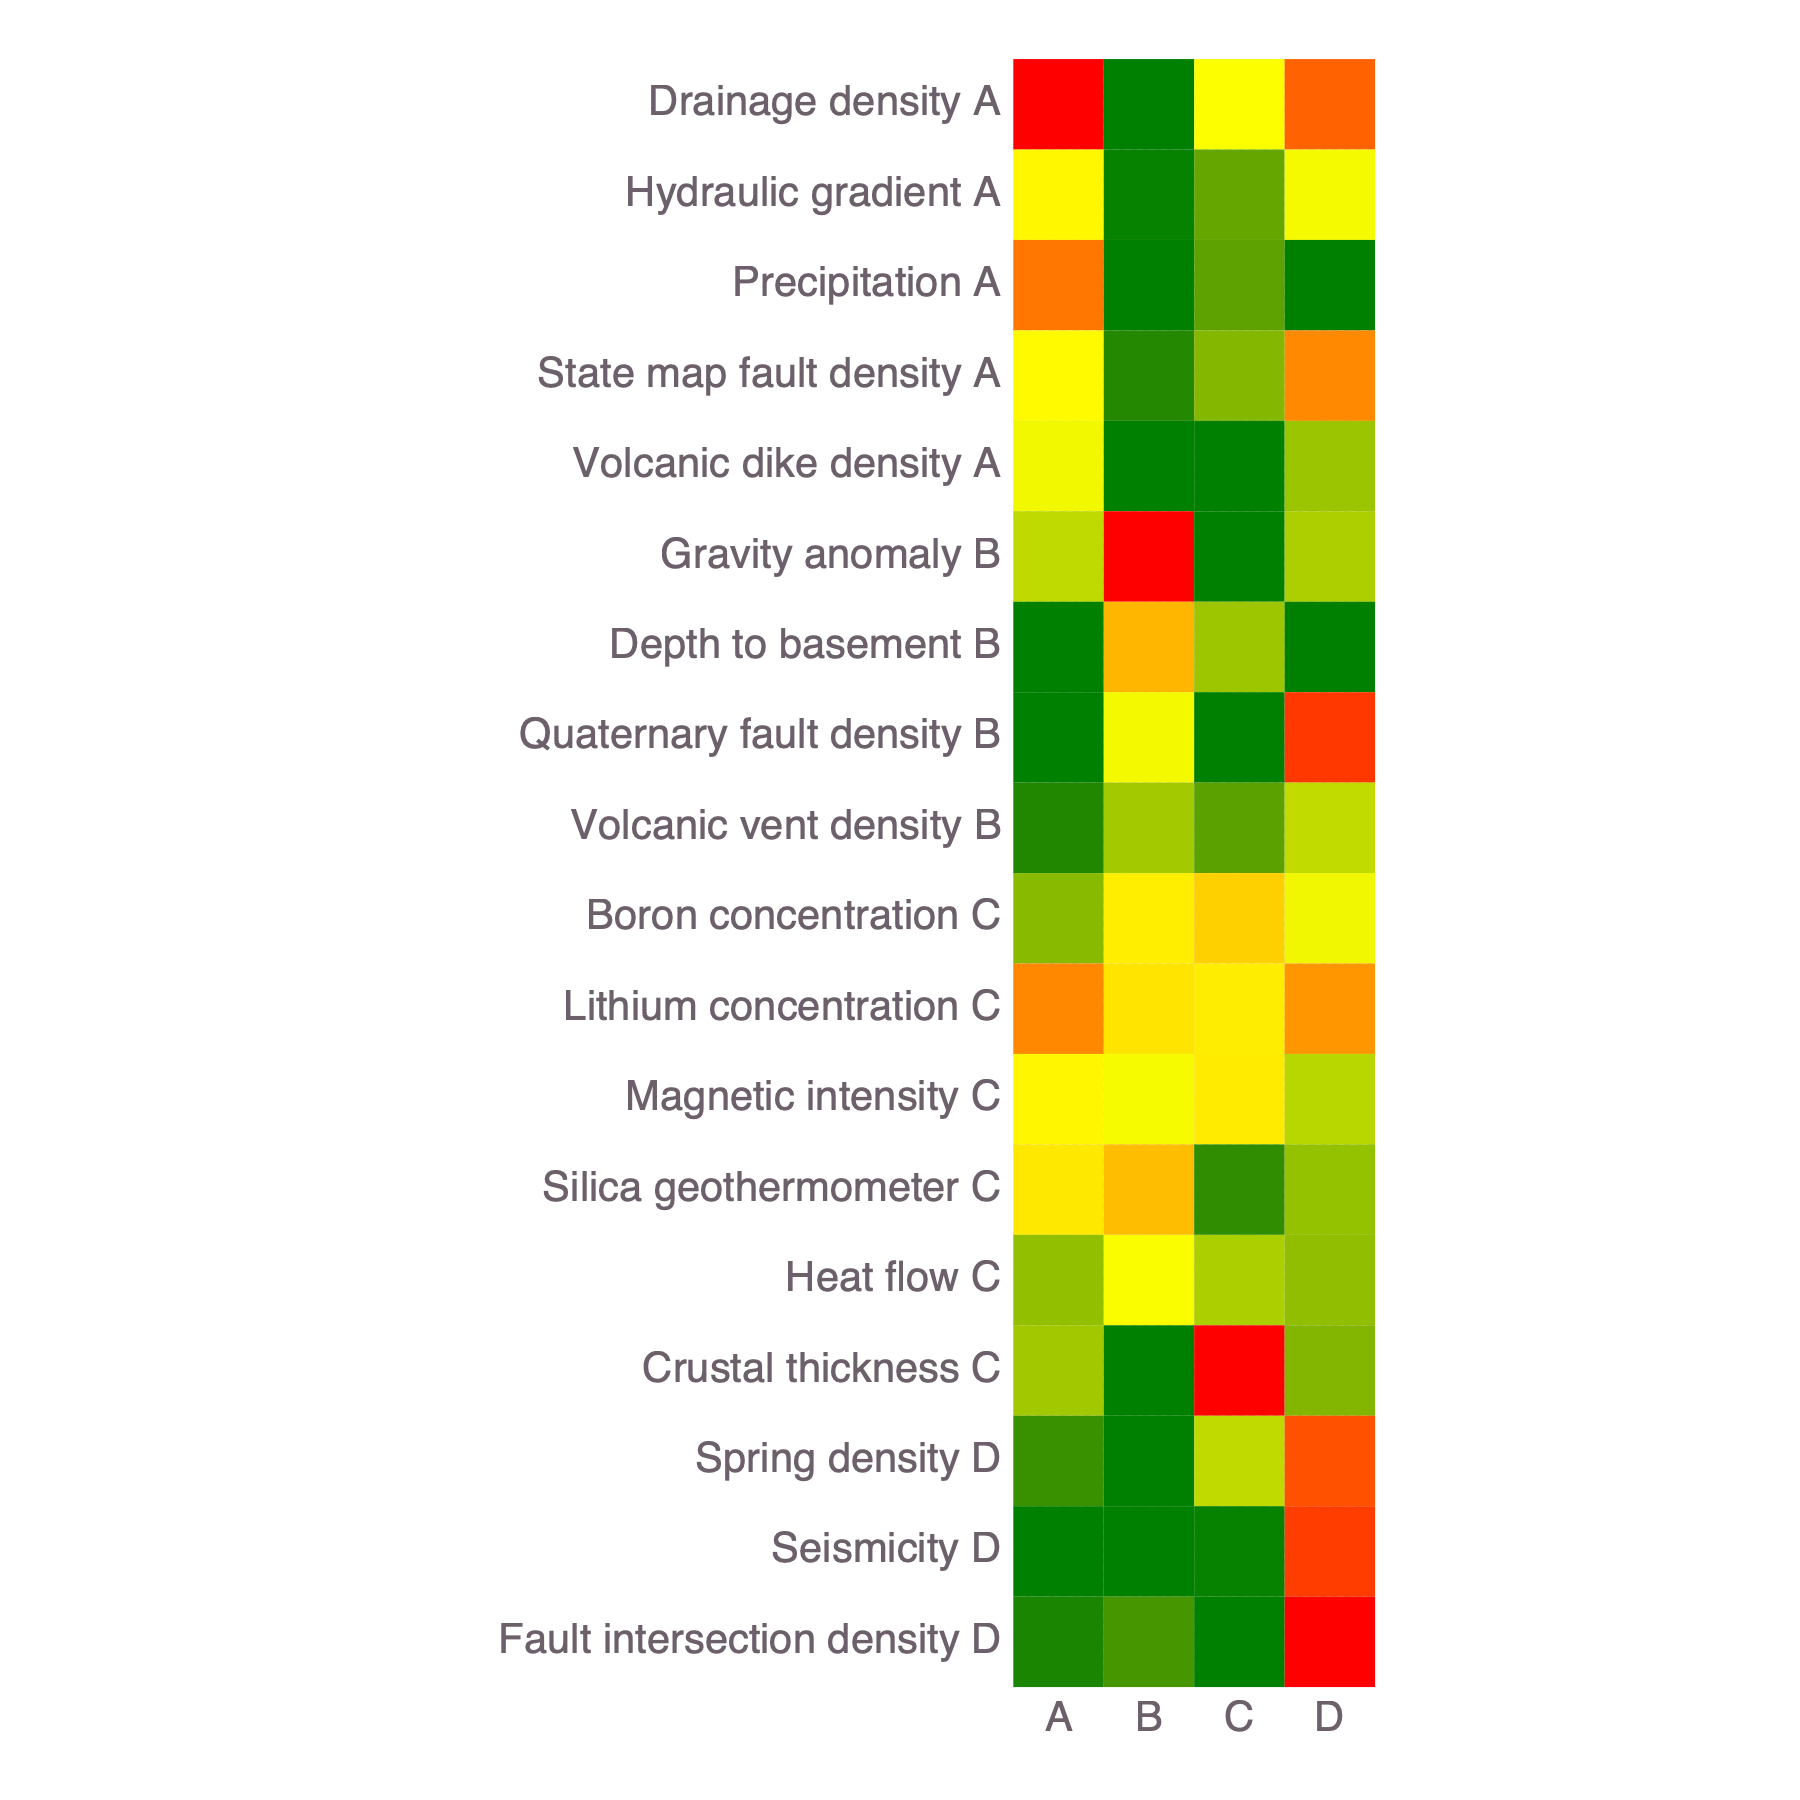 Drainage density A
Hydraulic gradient A
Precipitation A
State map fault density A
Volcanic dike density A
Gravity anomaly B
Depth to basement B
Quaternary fault density B
Volcanic vent density B
Boron concentration C
Lithium concentration C
Magnetic intensity C
Silica geothermometer C
Heat flow C
Crustal thickness C
Spring density D
Seismicity D
Fault intersection density D
A B C D